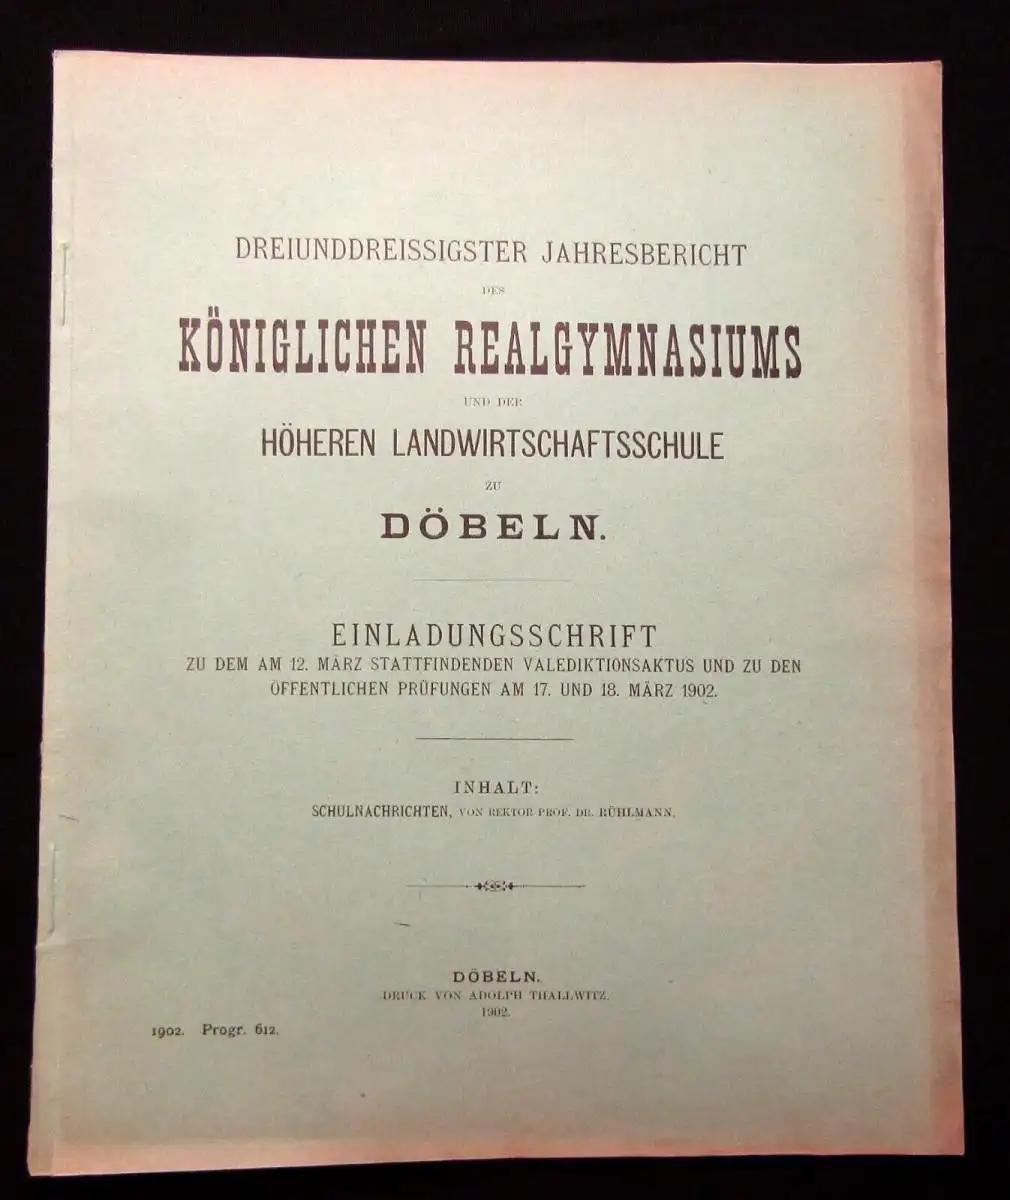 DREIUNDDREISSIGSTER JAHRESBERICHT
DES
KÖNIGLICHEN REALGYMNASIUMS
UND DER
HÖHEREN LANDWIRTSCHAFTSSCHULE
ZU
DÖBELN.
EINLADUNGSSCHRIFT
ZU DEM AM 12. MÄRZ STATTFINDENDEN VALEDIKTIONSAKTUS UND ZU DEN
ÖFFENTLICHEN PRÜFUNGEN AM 17. UND 18. MÄRZ 1902.
INHALT:
SCHULNACHRICHTEN, VON REKTOR PROF. DR. RÜHLMANN.
DÖBELN.
DRUCK VON ADOLPH THALLWITZ.
1902.
1902. Progr. 612.